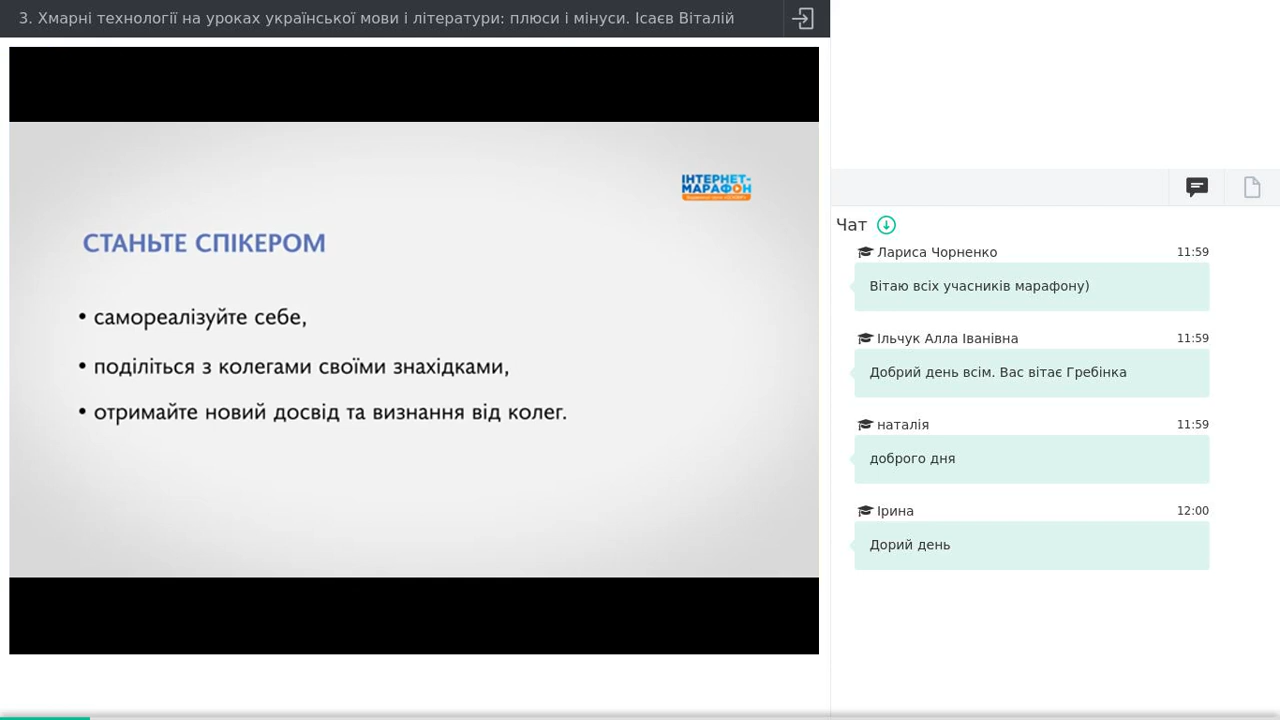 3. Хмарні технології на уроках української мови і літератури: плюси і мінуси. Ісаєв Віталій
ІНТЕРНЕТ-
МАРАФОН
СТАНЬТЕ СПІКЕРОМ
• самореалізуйте себе,
• поділіться з колегами своїми знахідками,
• отримайте новий досвід та визнання від колег.
Чат
Лариса Чорненко 11:59
Вітаю всіх учасників марафону)
Ільчук Алла Іванівна 11:59
Добрий день всім. Вас вітає Гребінка
наталія 11:59
доброго дня
Ірина 12:00
Дорий день